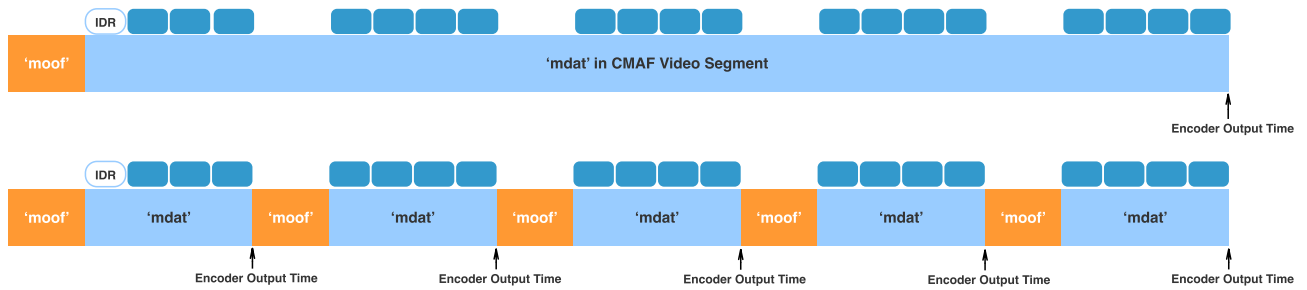 IDR
‘moof’ ‘mdat’ in CMAF Video Segment
Encoder Output Time
IDR
‘moof’ ‘mdat’ ‘moof’ ‘mdat’ ‘moof’ ‘mdat’ ‘moof’ ‘mdat’ ‘moof’ ‘mdat’
Encoder Output Time Encoder Output Time Encoder Output Time Encoder Output Time Encoder Output Time